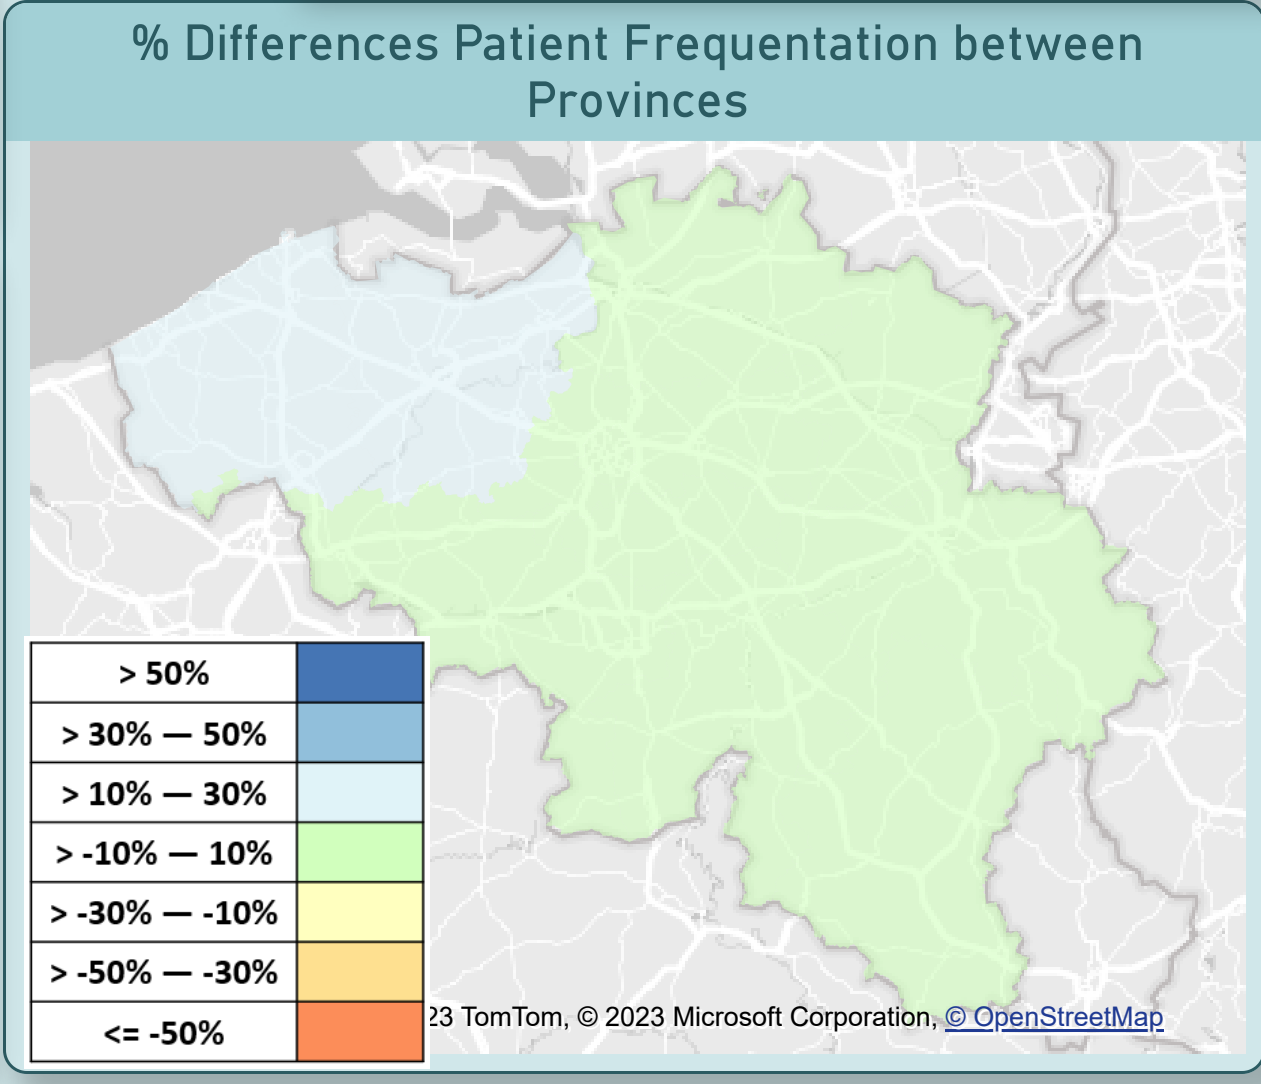 % Differences Patient Frequentation between
Provinces
> 50%
> 30% — 50%
> 10% — 30%
> -10% — 10%
> -30% — -10%
> -50% — -30%
<= -50%
23 TomTom, © 2023 Microsoft Corporation, © OpenStreetMap